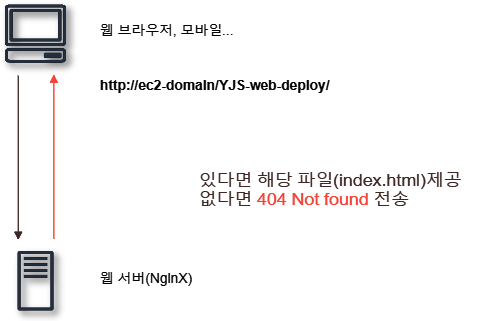 웹 브라우저, 모바일...
http://ec2-domain/YJS-web-deploy/
있다면 해당 파일(index.html)제공
없다면 404 Not found 전송
웹 서버(NgInX)